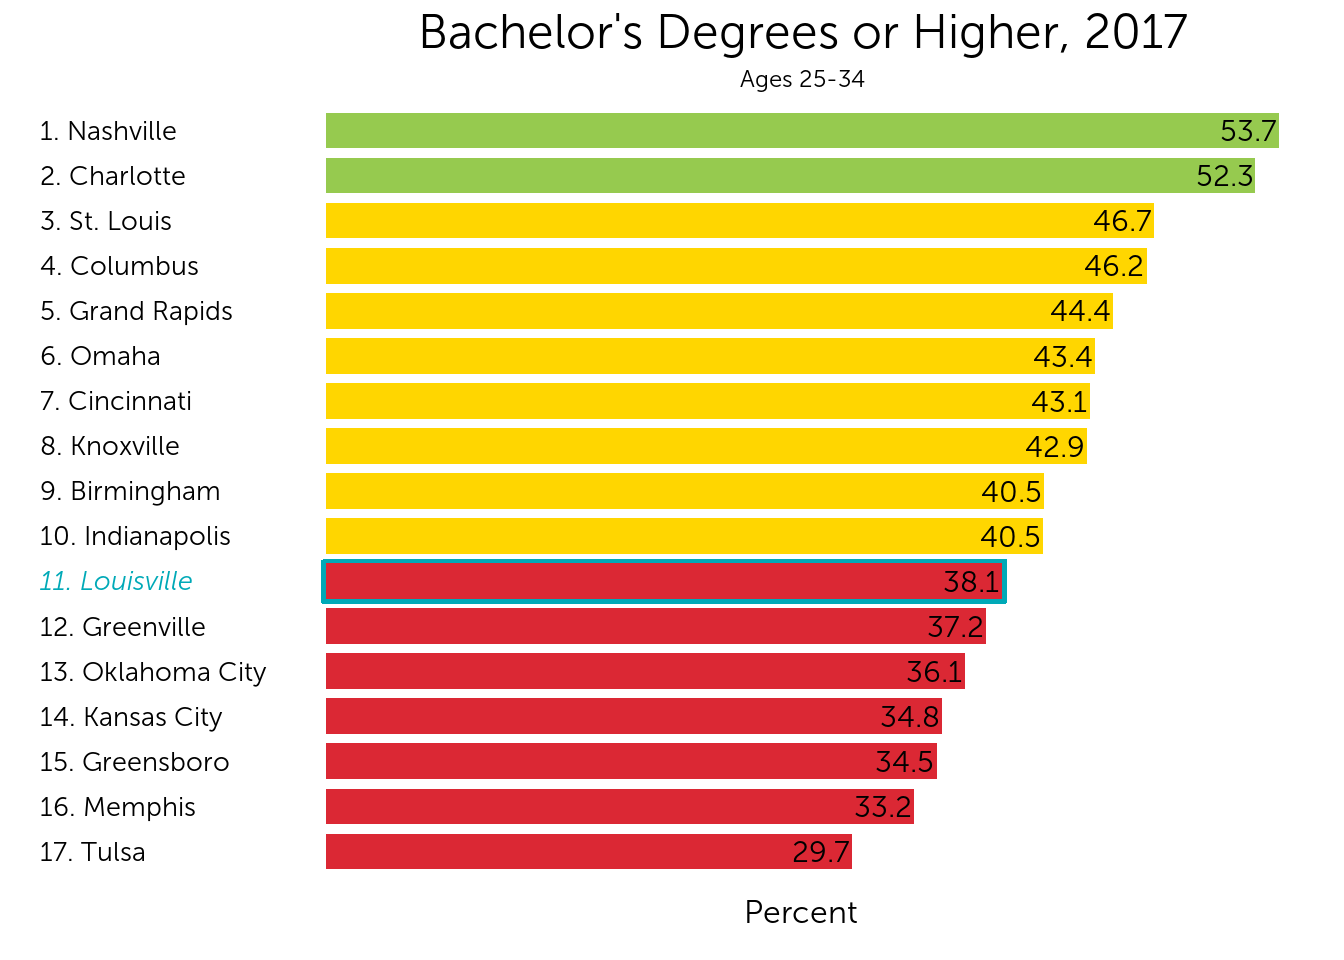 Bachelor's Degrees or Higher, 2017
Ages 25-34
1. Nashville 53.7
2. Charlotte 52.3
3. St. Louis 46.7
4. Columbus 46.2
5. Grand Rapids 44.4
6. Omaha 43.4
7. Cincinnati 43.1
8. Knoxville 42.9
9. Birmingham 40.5
10. Indianapolis 40.5
11. Louisville 38.1
12. Greenville 37.2
13. Oklahoma City 36.1
14. Kansas City 34.8
15. Greensboro 34.5
16. Memphis 33.2
17. Tulsa 29.7
Percent